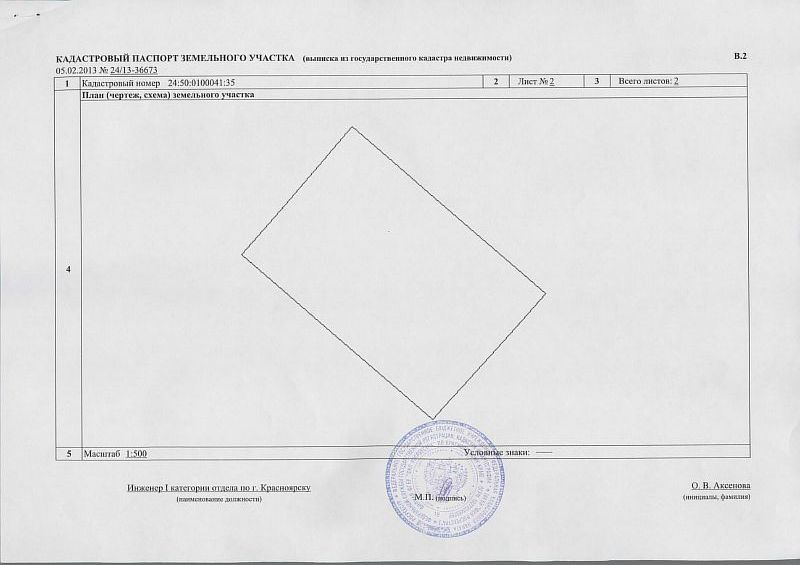 КАДАСТРОВЫЙ ПАСПОРТ ЗЕМЕЛЬНОГО УЧАСТКА (выписка из государственного кадастра недвижимости) В.2
05.02.2013 № 24/13-36673
1 Кадастровый номер 24:50:0100041:35 2 Лист № 2 3 Всего листов: 2
План (чертеж, схема) земельного участка
4
5 Масштаб 1:500 Условные знаки:
Инженер I категории отдела по г. Красноярску О. В. Аксенова
(наименование должности) М.П. (подпись) (инициалы, фамилия)